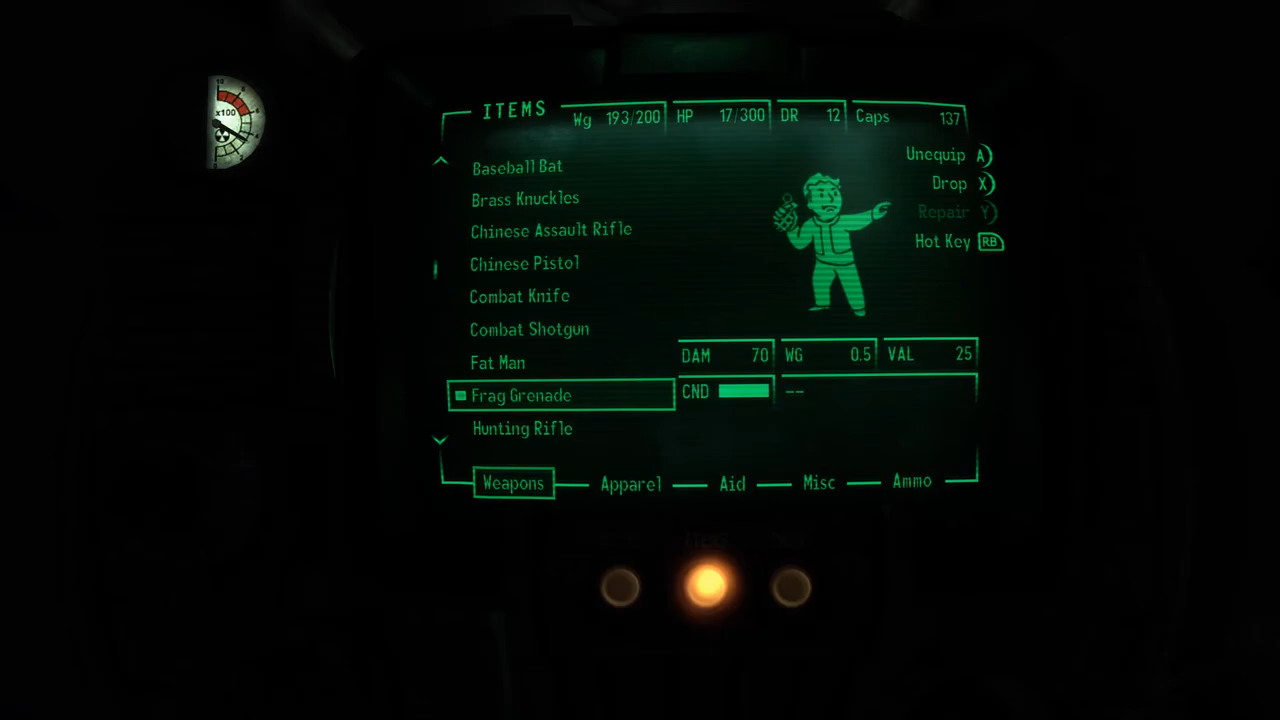 ITEMS Wg 193/200 HP 17/300 DR 12 Caps 137
Unequip A)
Drop X)
Repair Y)
Hot Key RB
Baseball Bat
Brass Knuckles
Chinese Assault Rifle
Chinese Pistol
Combat Knife
Combat Shotgun
Fat Man
Frag Grenade
Hunting Rifle
DAM 70 WG 0.5 VAL 25
CND --
Weapons Apparel Aid Misc Ammo
x100
10